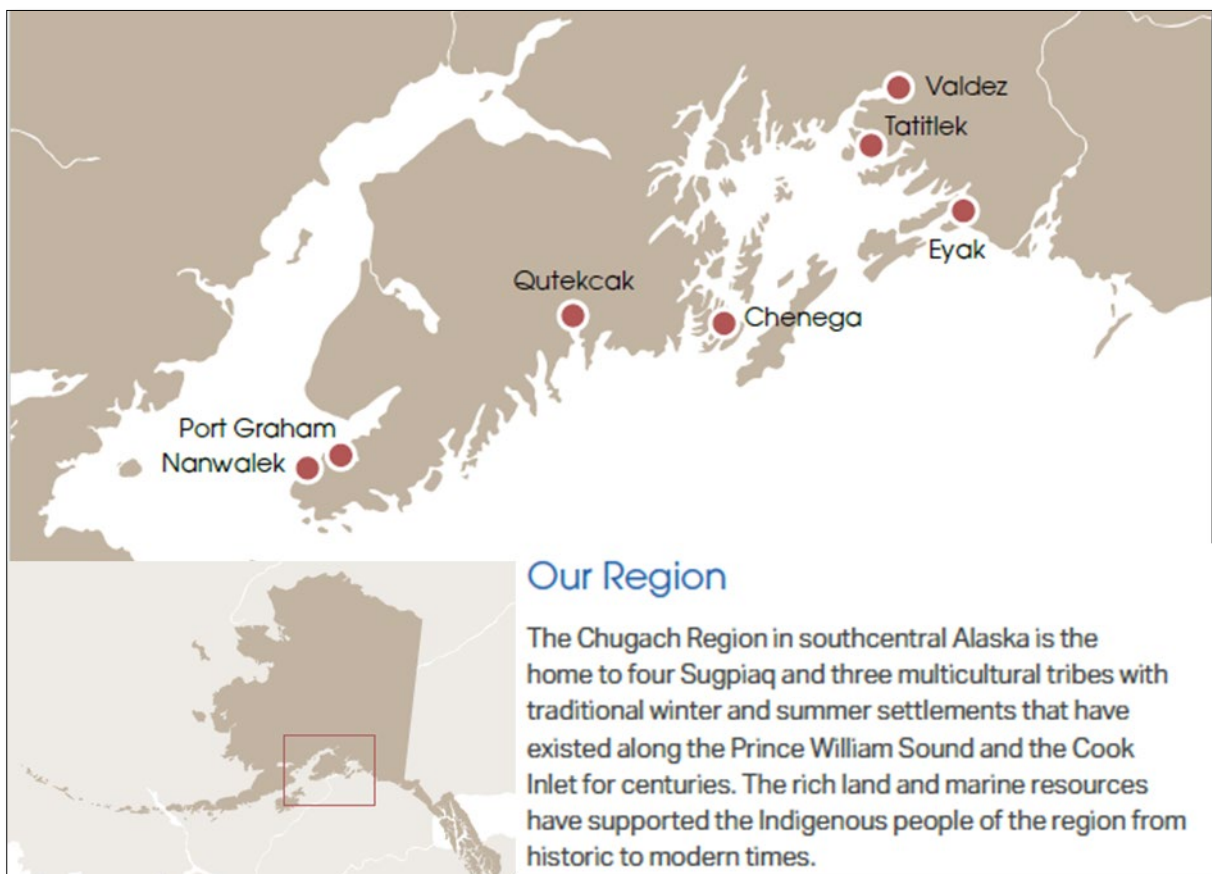 Valdez
Tatitlek
Eyak
Qutekcak
Chenega
Port Graham
Nanwalek
Our Region
The Chugach Region in southcentral Alaska is the
home to four Sugpiaq and three multicultural tribes with
traditional winter and summer settlements that have
existed along the Prince William Sound and the Cook
Inlet for centuries. The rich land and marine resources
have supported the Indigenous people of the region from
historic to modern times.